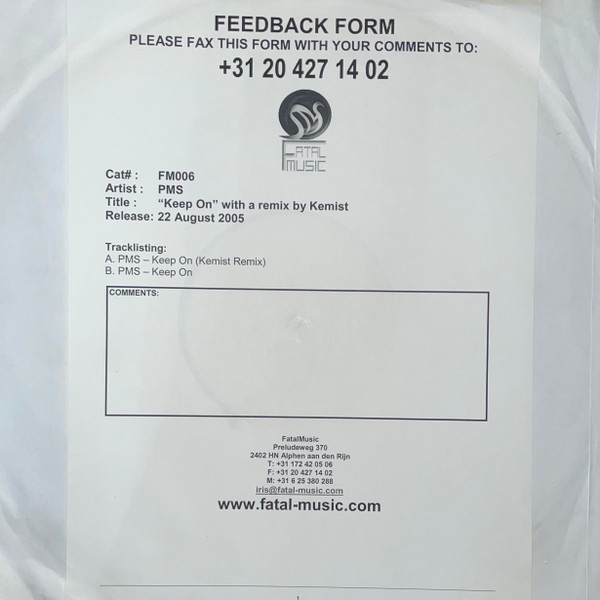 FEEDBACK FORM
PLEASE FAX THIS FORM WITH YOUR COMMENTS TO:
+31 20 427 14 02
FATAL
MUSIC
Cat# : FM006
Artist : PMS
Title : “Keep On” with a remix by Kemist
Release: 22 August 2005
Tracklisting:
A. PMS – Keep On (Kemist Remix)
B. PMS – Keep On
COMMENTS:
FatalMusic
Preludeweg 370
2402 HN Alphen aan den Rijn
T: +31 172 42 05 06
F: +31 20 427 14 02
M: +31 6 25 380 288
iris@fatal-music.com
www.fatal-music.com
1